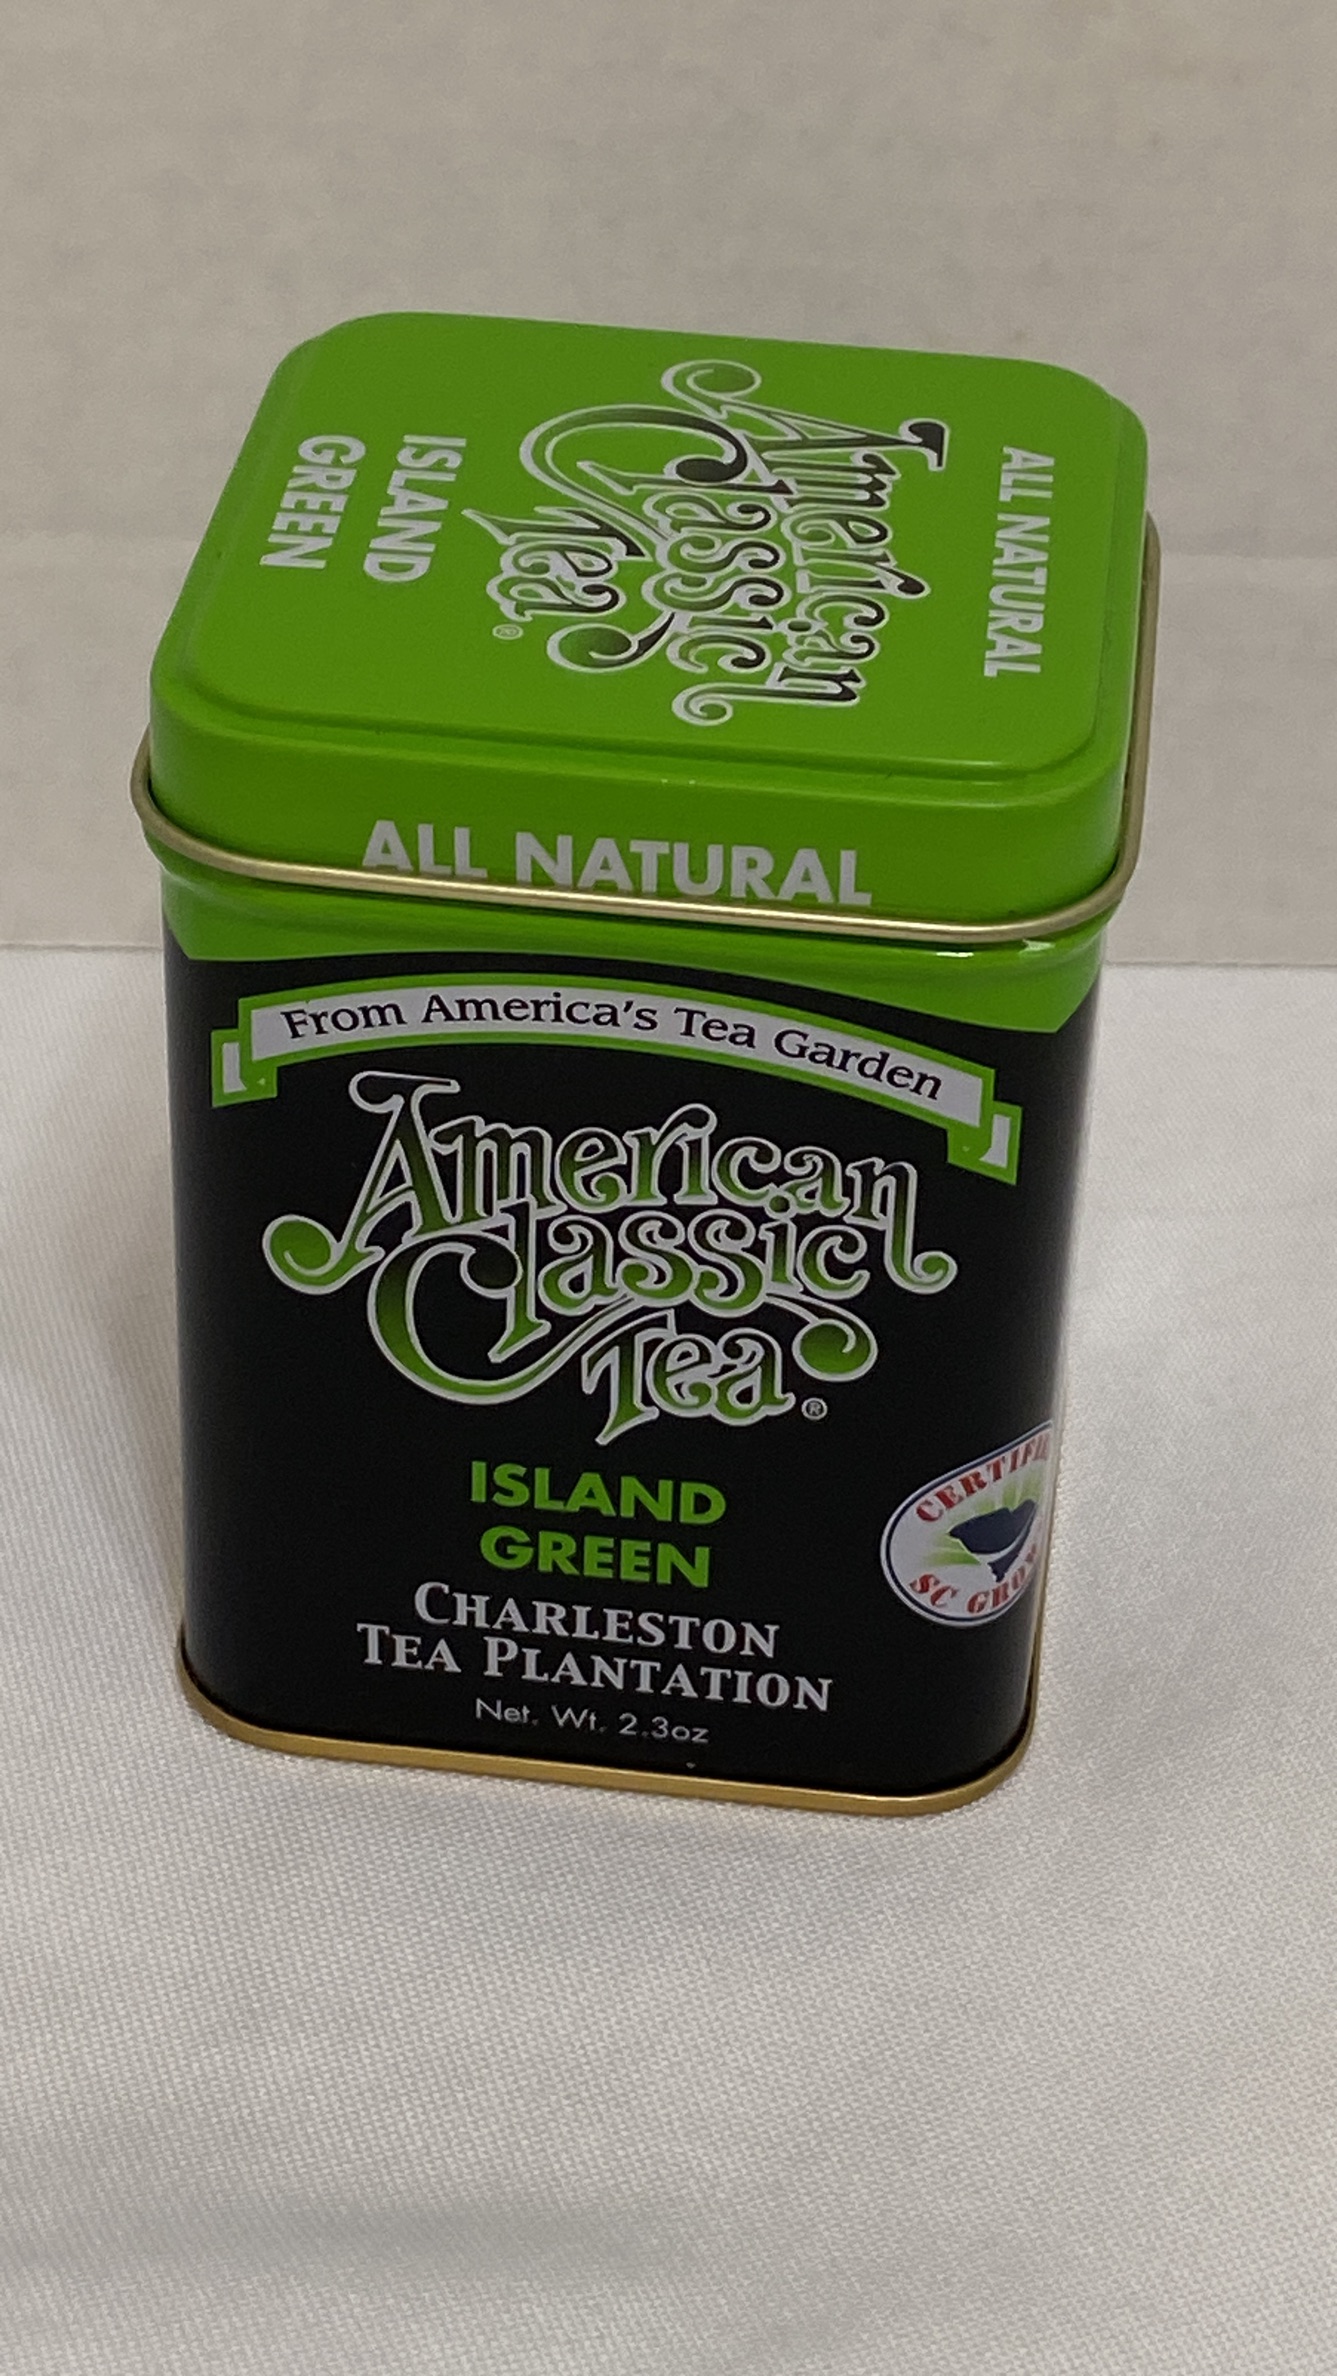 ALL NATURAL
American
Classic
Tea®
ISLAND
GREEN
ALL NATURAL
From America's Tea Garden
American
Classic
Tea®
ISLAND
GREEN
CHARLESTON
TEA PLANTATION
Net. Wt. 2.3oz
SC